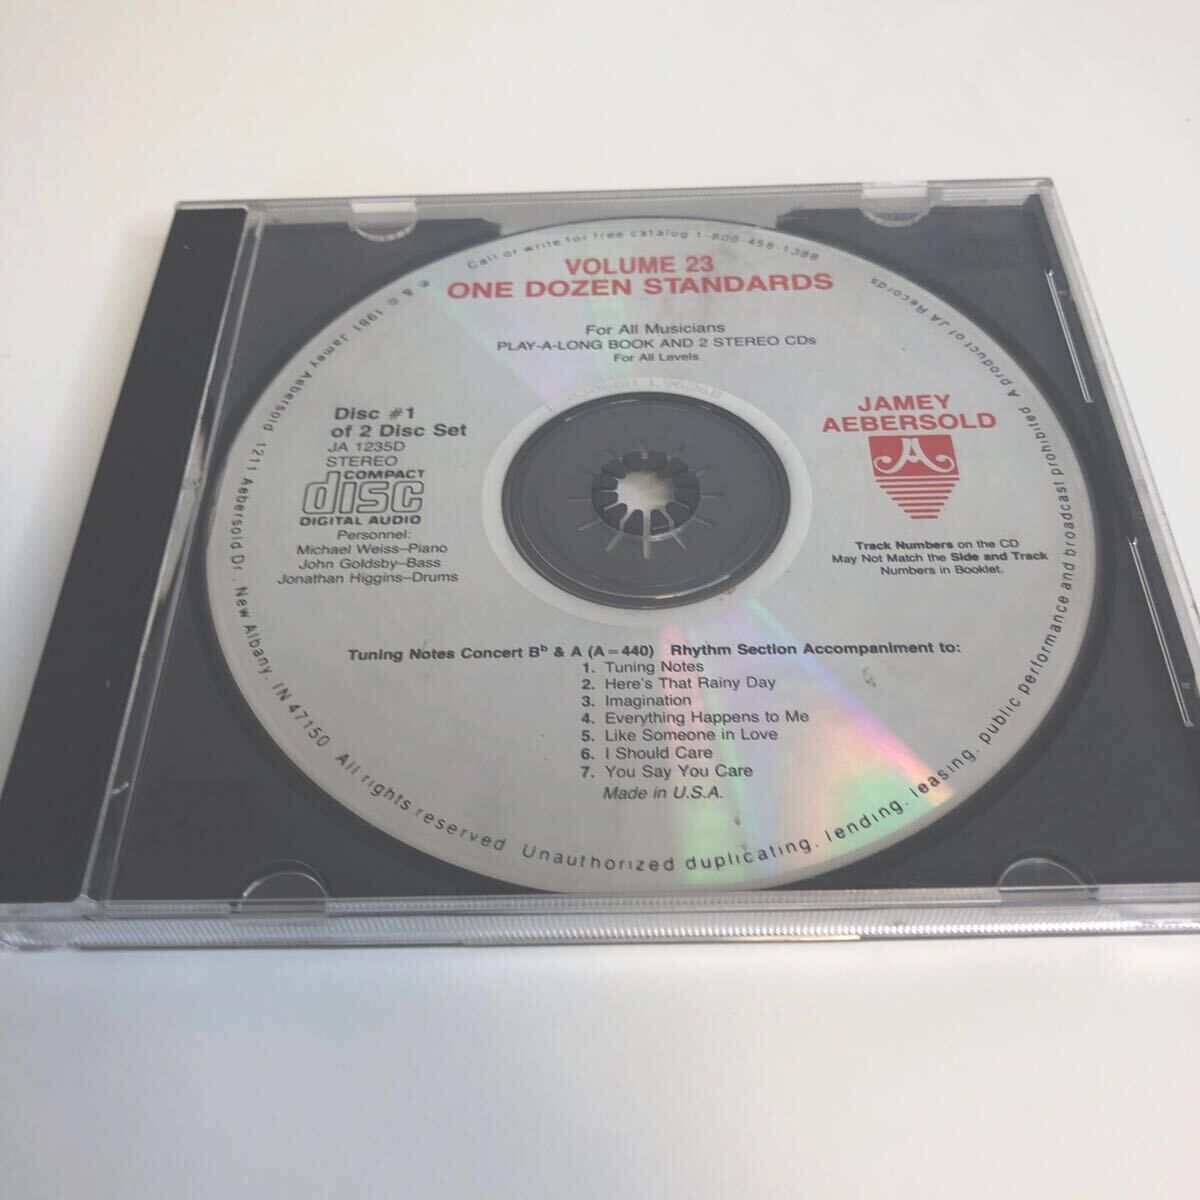 Call or write for free catalog 1-800-456-1388
VOLUME 23
ONE DOZEN STANDARDS
For All Musicians
PLAY-A-LONG BOOK AND 2 STEREO CDs
For All Levels
Disc #1
of 2 Disc Set
JA 1235D
STEREO
COMPACT
disc
DIGITAL AUDIO
Personnel:
Michael Weiss–Piano
John Goldsby–Bass
Jonathan Higgins–Drums
JAMEY
AEBERSOLD
A
Track Numbers on the CD
May Not Match the Side and Track
Numbers in Booklet.
Tuning Notes Concert Bb & A (A=440) Rhythm Section Accompaniment to:
1. Tuning Notes
2. Here's That Rainy Day
3. Imagination
4. Everything Happens to Me
5. Like Someone in Love
6. I Should Care
7. You Say You Care
Made in U.S.A.
℗ & © 1981 Jamey Aebersold 1211 Aebersold Dr. New Albany, IN 47150 All rights reserved Unauthorized duplicating, lending, leasing, public performance and broadcast prohibited A product of JA Records